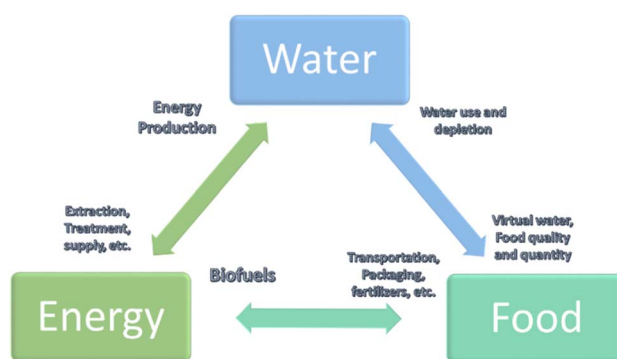 Water
Energy
Production
Water use and
depletion
Extraction,
Treatment,
supply, etc.
Virtual water,
Food quality
and quantity
Biofuels
Transportation,
Packaging,
fertilizers, etc.
Energy
Food